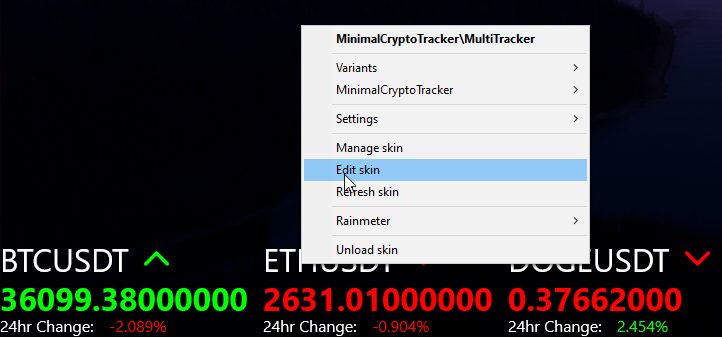 MinimalCryptoTracker\MultiTracker
Variants
MinimalCryptoTracker
Settings
Manage skin
Edit skin
Refresh skin
Rainmeter
Unload skin
BTCUSDT ETHUSDT DOGEUSDT
36099.38000000 2631.01000000 0.37662000
24hr Change: -2.089% 24hr Change: -0.904% 24hr Change: 2.454%